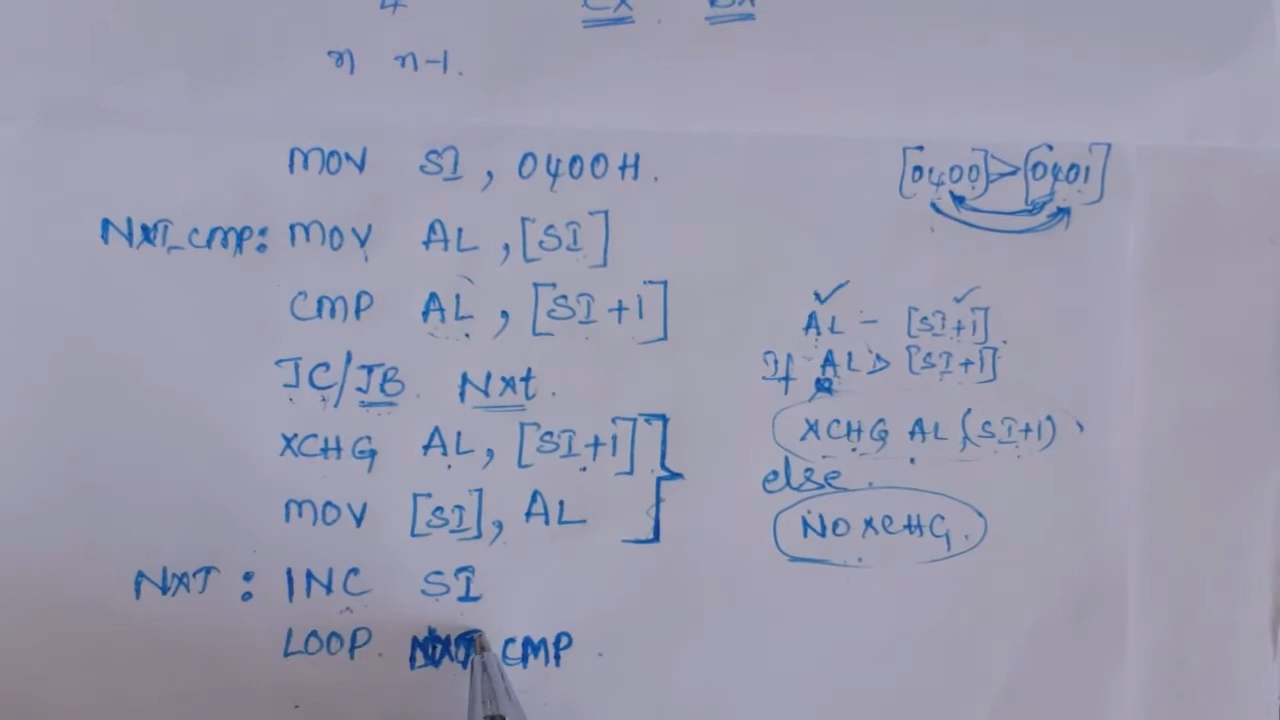 n n-1.
MOV SI, 0400H.
NXT_CMP: MOV AL, [SI]
CMP AL, [SI+1]
JC/JB Nxt.
XCHG AL, [SI+1]
MOV [SI], AL
NXT: INC SI
LOOP. NXT CMP.
[0400]>[0401]
AL - [SI+1]
If AL> [SI+1]
XCHG AL, (SI+1)
else.
NO XCHG.